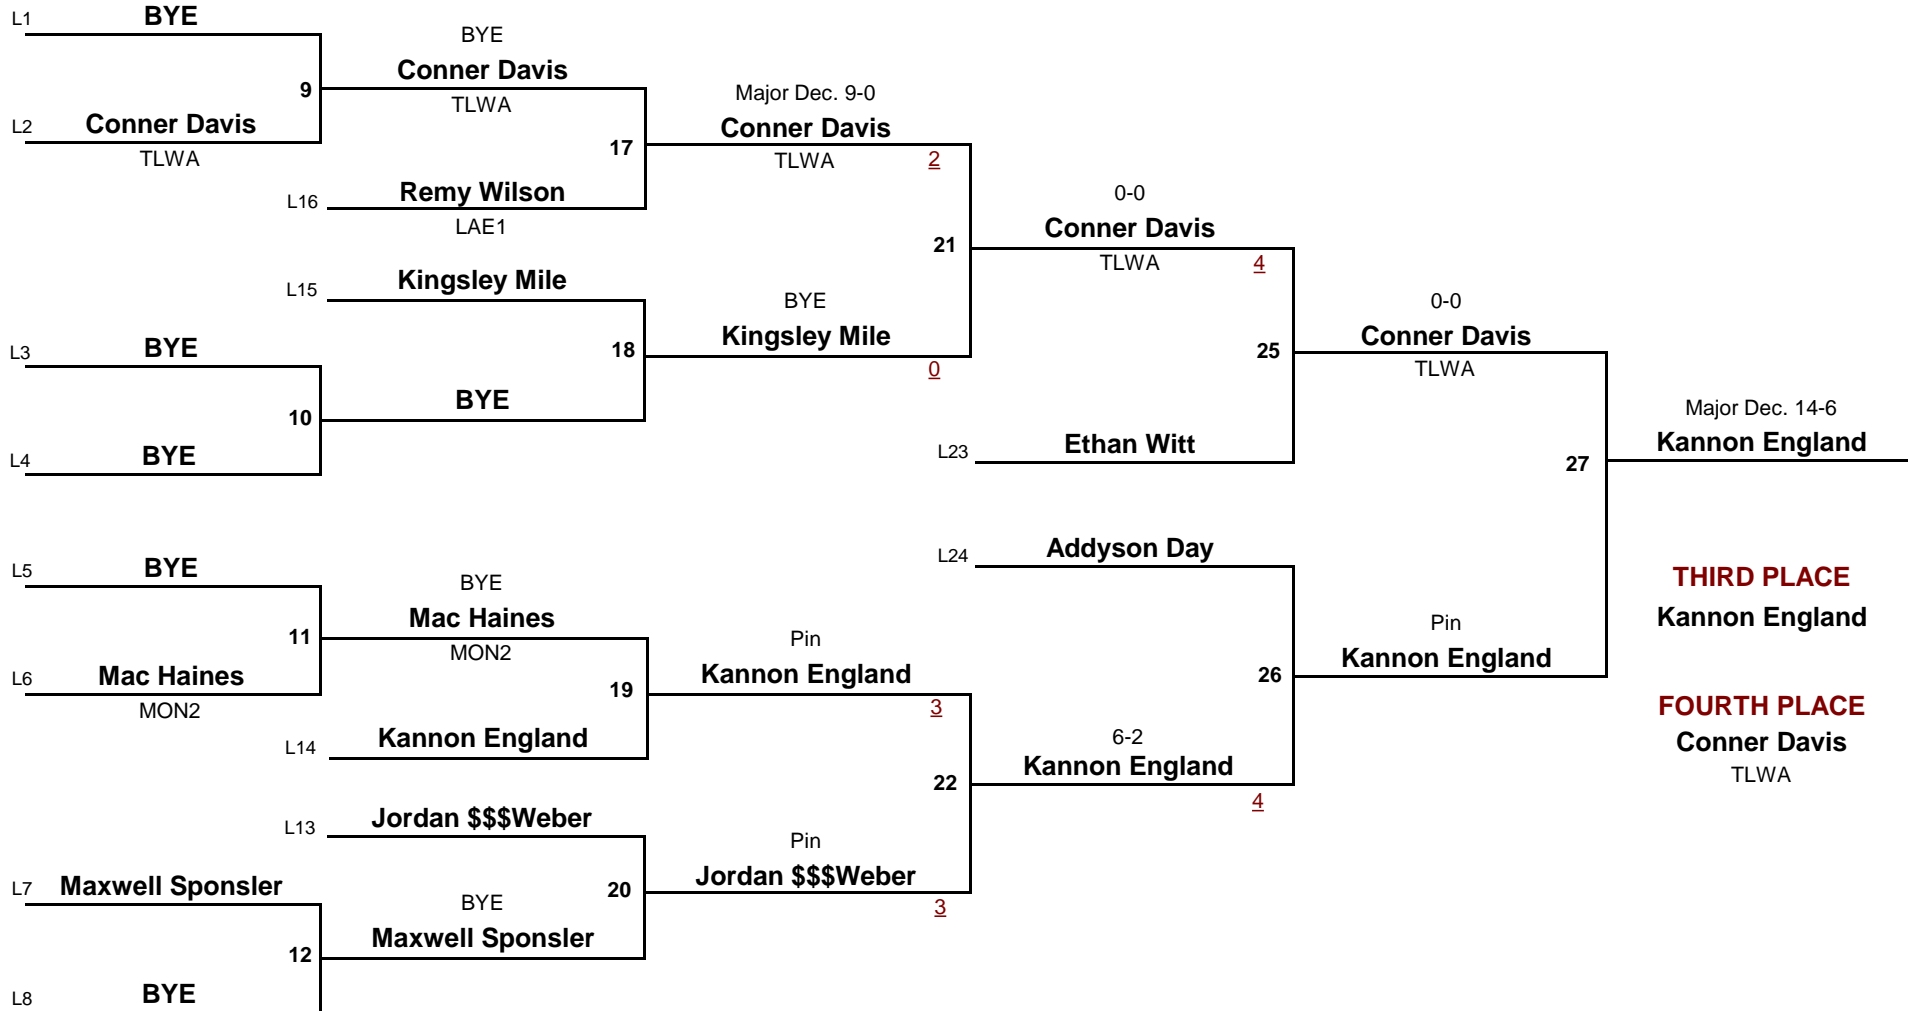 L1 BYE
BYE
Conner Davis
9
TLWA
L2 Conner Davis
TLWA
Major Dec. 9-0
Conner Davis
17
TLWA
2
L16 Remy Wilson
LAE1
0-0
Conner Davis
21
TLWA
4
L15 Kingsley Mile
BYE
Kingsley Mile
18
0
L3 BYE
BYE
10
L4 BYE
0-0
Conner Davis
25
TLWA
L23 Ethan Witt
Major Dec. 14-6
Kannon England
27
L24 Addyson Day
L5 BYE
BYE
Mac Haines
11
MON2
L6 Mac Haines
MON2
Pin
Kannon England
19
3
L14 Kannon England
Pin
Kannon England
26
6-2
Kannon England
22
4
L13 Jordan $$$Weber
Pin
Jordan $$$Weber
20
3
L7 Maxwell Sponsler
BYE
Maxwell Sponsler
12
L8 BYE
THIRD PLACE
Kannon England
FOURTH PLACE
Conner Davis
TLWA